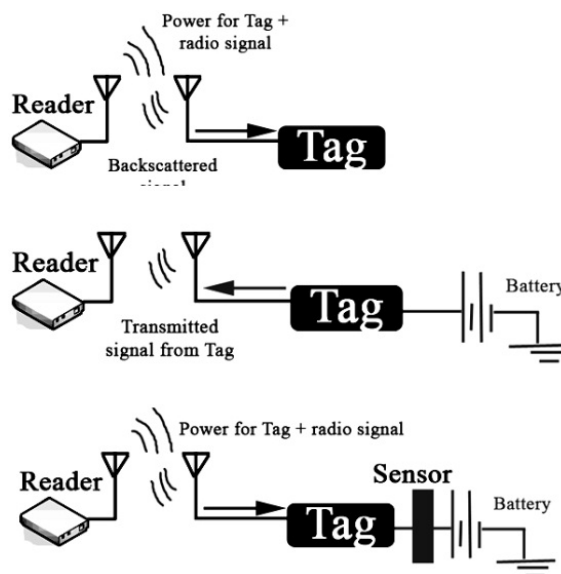 Power for Tag +
radio signal
Reader
Tag
Backscattered
Reader
Tag
Battery
Transmitted
signal from Tag
Power for Tag + radio signal
Sensor
Reader
Tag
Battery